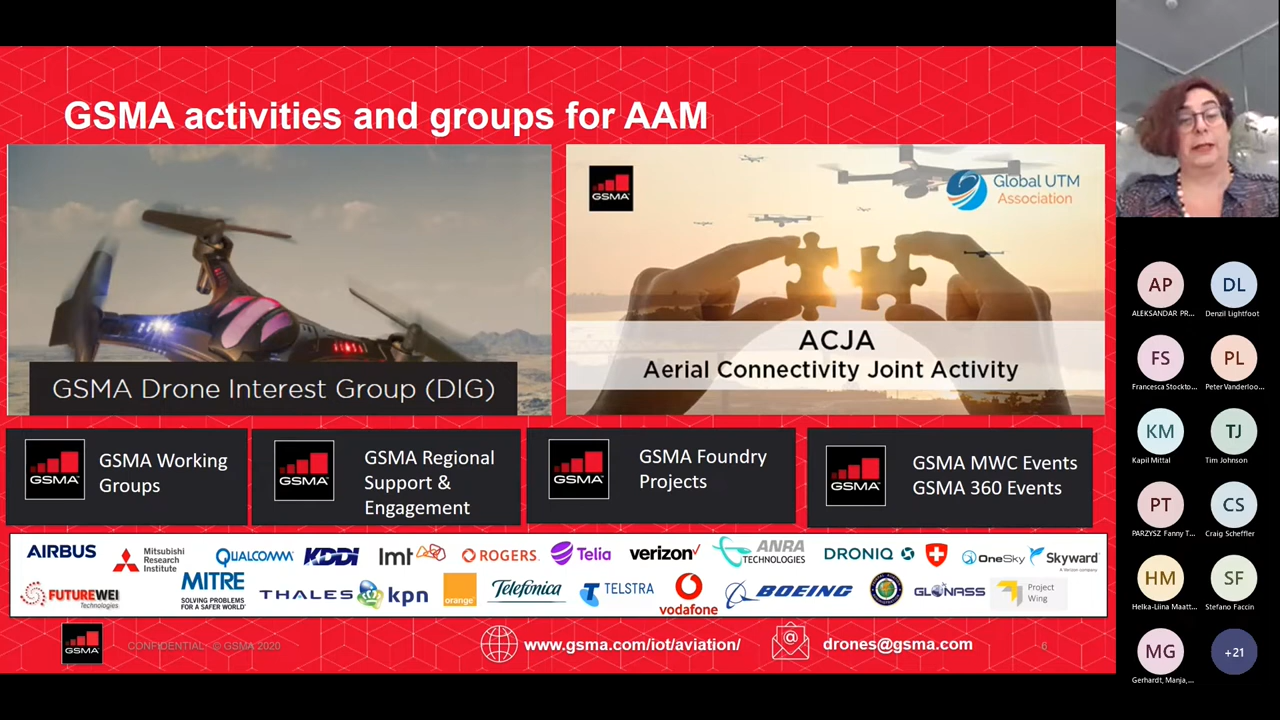 GSMA activities and groups for AAM
GSMA Drone Interest Group (DIG)
GSMA
Global UTM
Association
ACJA
Aerial Connectivity Joint Activity
GSMA
GSMA Working
Groups
GSMA
GSMA Regional
Support &
Engagement
GSMA
GSMA Foundry
Projects
GSMA
GSMA MWC Events
GSMA 360 Events
AIRBUS
Mitsubishi
Research
Institute
QUALCOMM
KDDI
lmt
ROGERS
Telia
verizon
ANRA
TECHNOLOGIES
DRONIQ
OneSky
Skyward
A Verizon company
FUTUREWEI
Technologies
MITRE
SOLVING PROBLEMS
FOR A SAFER WORLD
THALES
kpn
orange
Telefónica
TELSTRA
vodafone
BOEING
GLONASS
Project
Wing
GSMA
CONFIDENTIAL © GSMA 2020
www.gsma.com/iot/aviation/
drones@gsma.com
6
AP
ALEKSANDAR PR...
DL
Denzil Lightfoot
FS
Francesca Stockto...
PL
Peter Vanderloo...
KM
Kapil Mittal
TJ
Tim Johnson
PT
PARZYSZ Fanny T...
CS
Craig Scheffler
HM
Helka-Liina Maatt...
SF
Stefano Faccin
MG
Gerhardt, Manja,...
+21